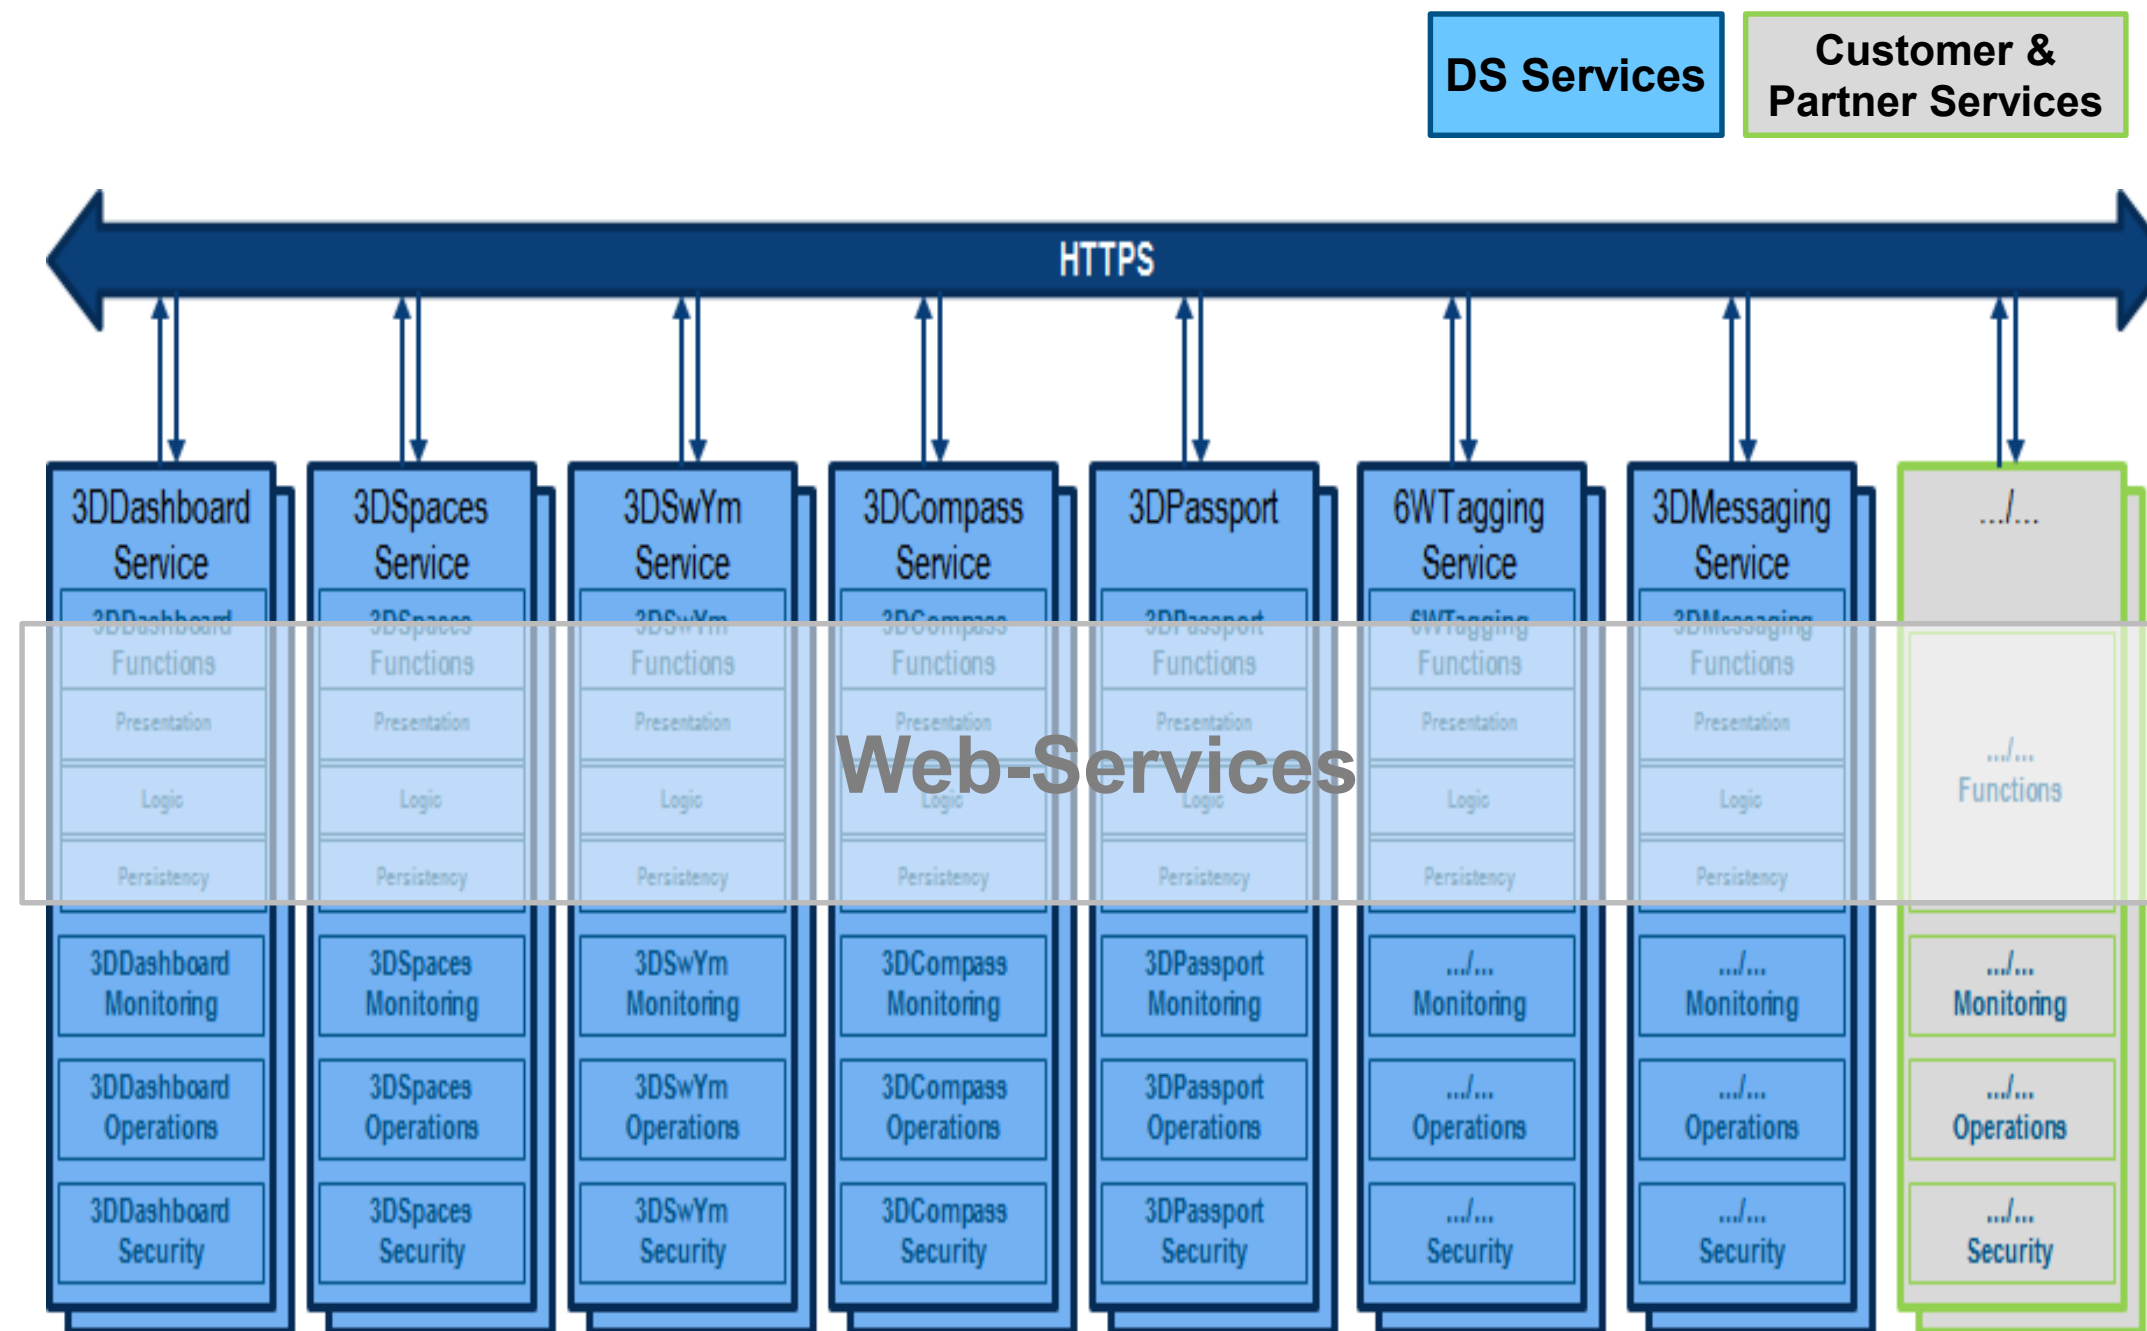 DS Services
Customer &
Partner Services
HTTPS
3DDashboard
Service
3DSpaces
Service
3DSwYm
Service
3DCompass
Service
3DPassport
6WTagging
Service
3DMessaging
Service
.../...
3DDashboard
Functions
3DSpaces
Functions
3DSwYm
Functions
3DCompass
Functions
3DPassport
Functions
6WTagging
Functions
3DMessaging
Functions
Presentation
Presentation
Presentation
Presentation
Presentation
Presentation
Presentation
Web-Services
.../...
Functions
Logic
Logic
Logic
Logic
Logic
Logic
Logic
Persistency
Persistency
Persistency
Persistency
Persistency
Persistency
Persistency
3DDashboard
Monitoring
3DSpaces
Monitoring
3DSwYm
Monitoring
3DCompass
Monitoring
3DPassport
Monitoring
.../...
Monitoring
.../...
Monitoring
.../...
Monitoring
3DDashboard
Operations
3DSpaces
Operations
3DSwYm
Operations
3DCompass
Operations
3DPassport
Operations
.../...
Operations
.../...
Operations
.../...
Operations
3DDashboard
Security
3DSpaces
Security
3DSwYm
Security
3DCompass
Security
3DPassport
Security
.../...
Security
.../...
Security
.../...
Security